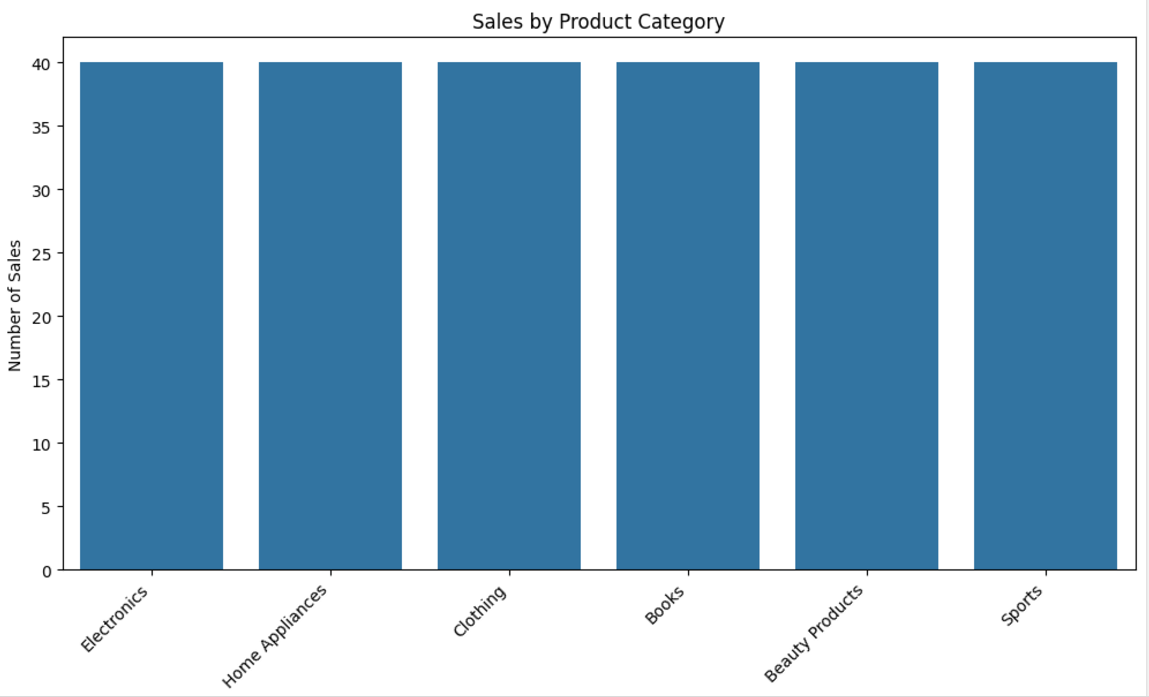 Sales by Product Category
Number of Sales
40
35
30
25
20
15
10
5
0
Electronics
Home Appliances
Clothing
Books
Beauty Products
Sports